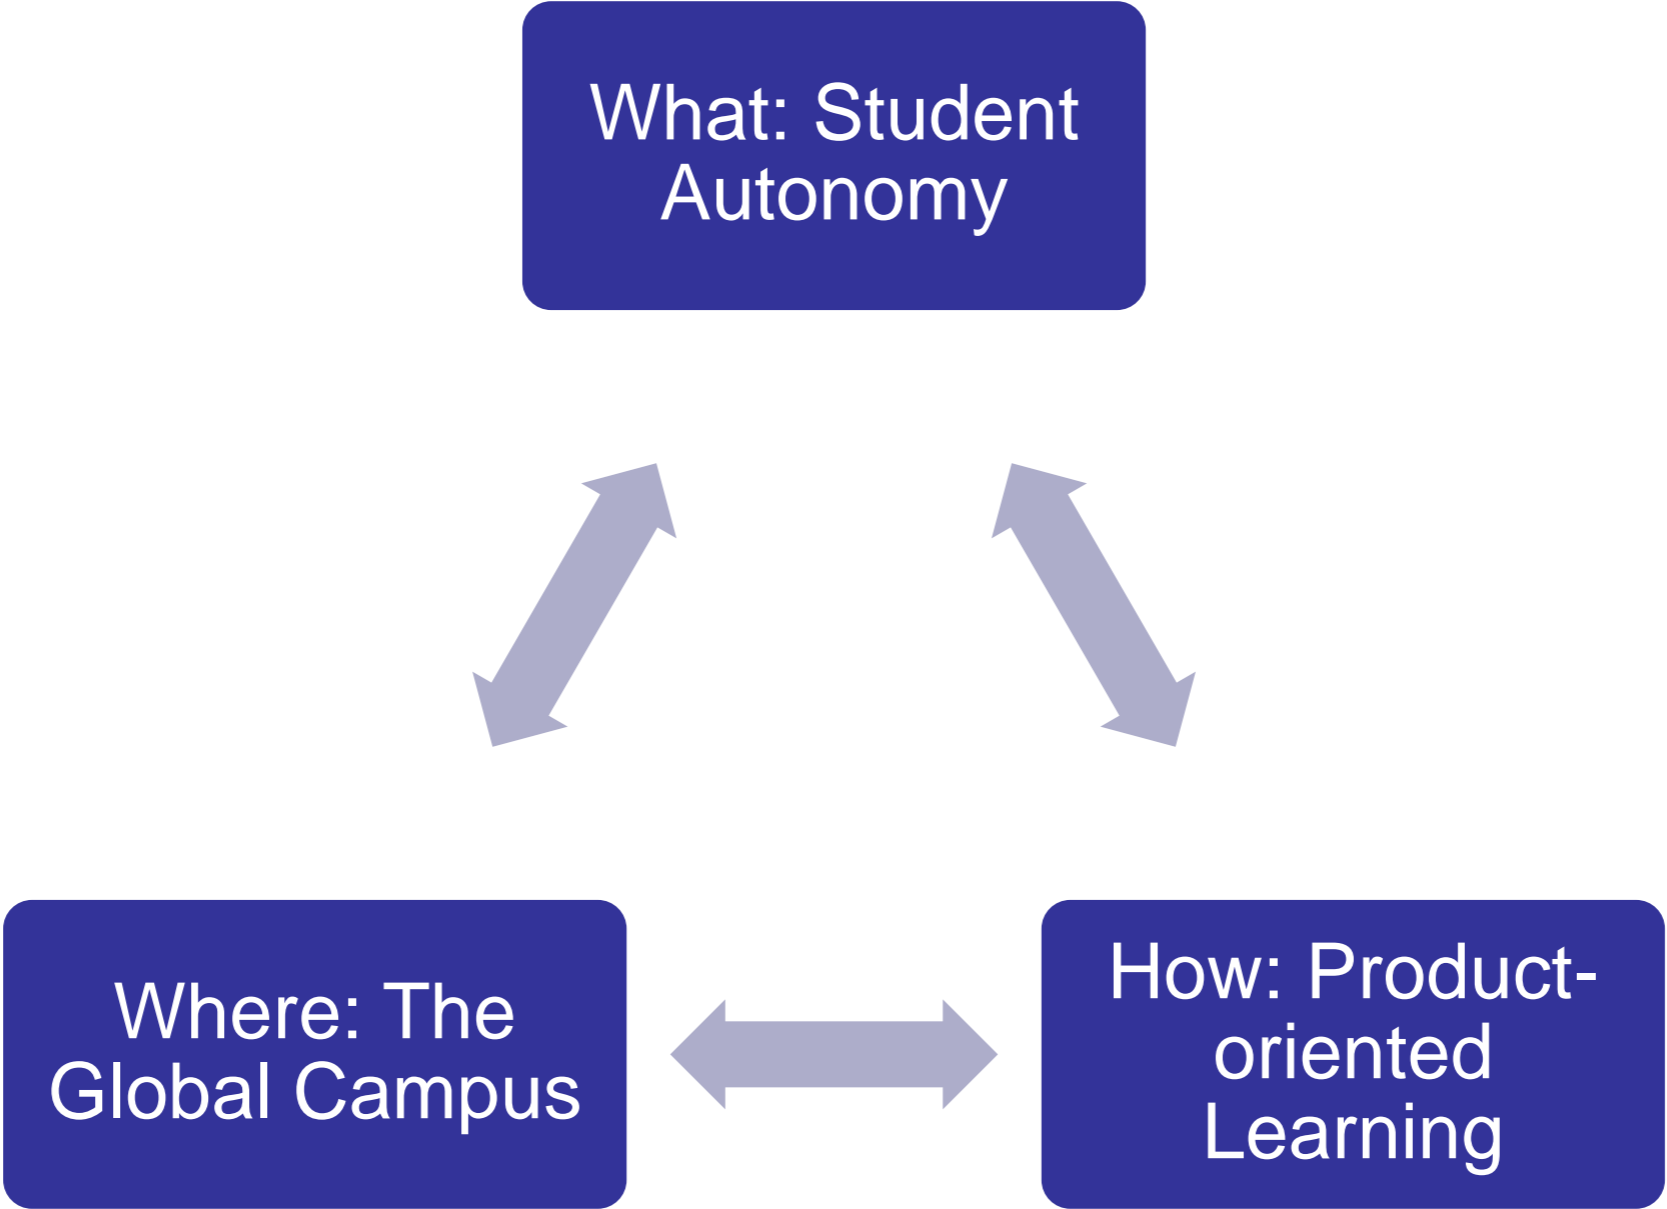 What: Student
Autonomy
Where: The
Global Campus
How: Product-
oriented
Learning